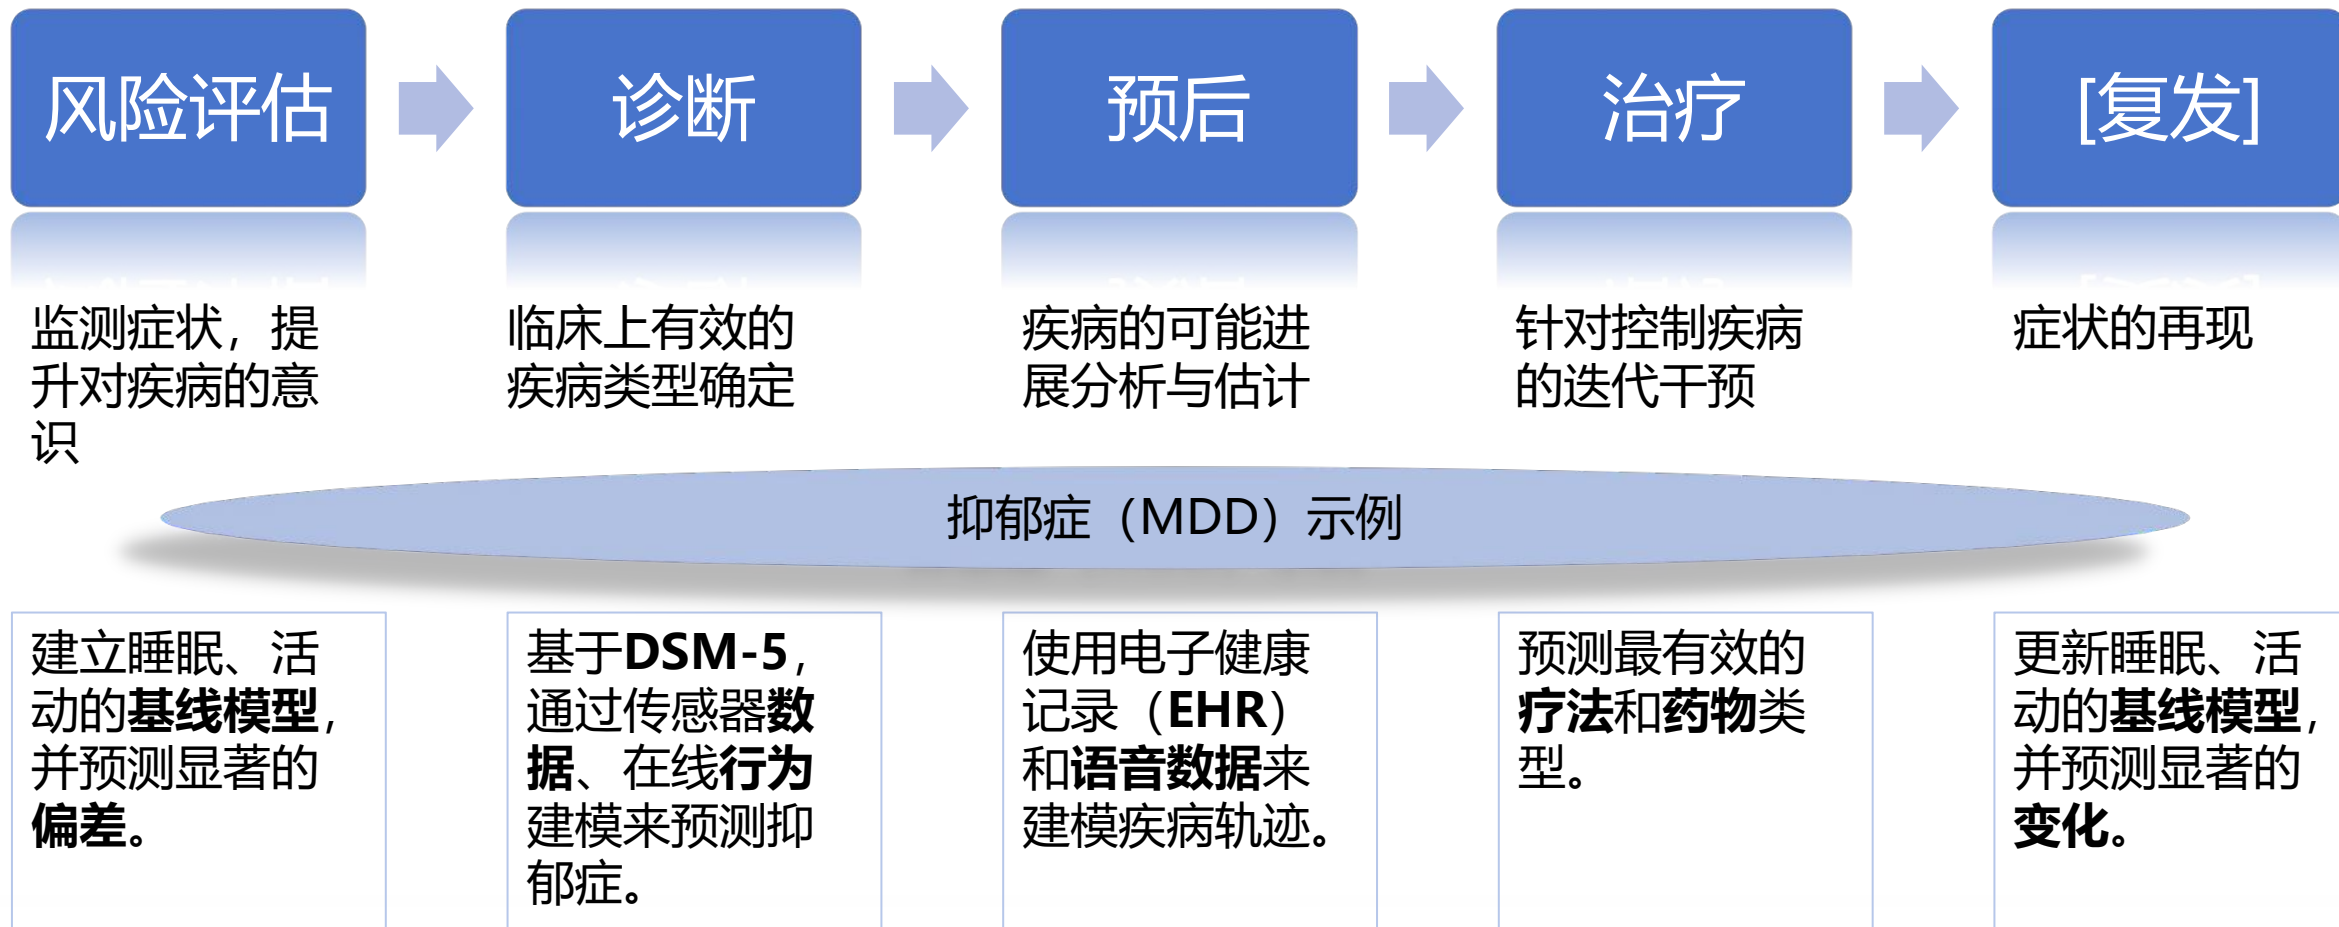 风险评估
诊断
预后
治疗
[复发]
监测症状，提
升对疾病的意
识
临床上有效的
疾病类型确定
疾病的可能进
展分析与估计
针对控制疾病
的迭代干预
症状的再现
抑郁症（MDD）示例
建立睡眠、活
动的基线模型，
并预测显著的
偏差。
基于DSM-5，
通过传感器数
据、在线行为
建模来预测抑
郁症。
使用电子健康
记录（EHR）
和语音数据来
建模疾病轨迹。
预测最有效的
疗法和药物类
型。
更新睡眠、活
动的基线模型，
并预测显著的
变化。